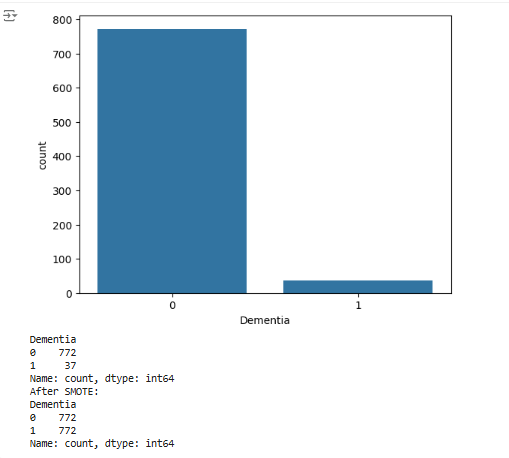 800
700
600
500
400
300
200
100
0
count
0 1
Dementia
Dementia
0    772
1     37
Name: count, dtype: int64
After SMOTE:
Dementia
0    772
1    772
Name: count, dtype: int64